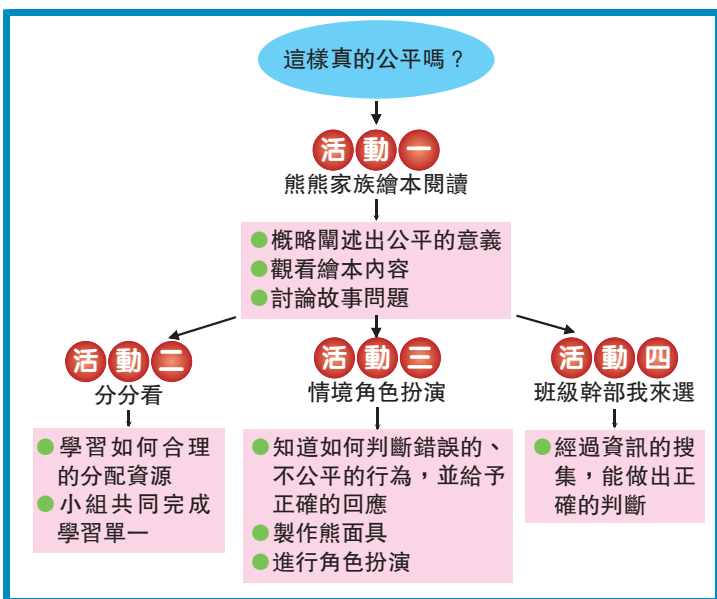 這樣真的公平嗎？
活動一
熊熊家族繪本閱讀
●概略闡述出公平的意義
●觀看繪本內容
●討論故事問題
活動二
分分看
●學習如何合理
的分配資源
●小組共同完成
學習單一
活動三
情境角色扮演
●知道如何判斷錯誤的、
不公平的行為，並給予
正確的回應
●製作熊面具
●進行角色扮演
活動四
班級幹部我來選
●經過資訊的搜
集，能做出正
確的判斷